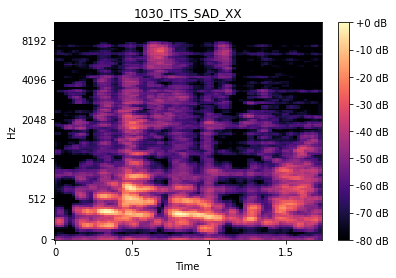 1030_ITS_SAD_XX
+0 dB
8192
-10 dB
4096
-20 dB
-30 dB
2048
-40 dB
Hz
1024
-50 dB
512
-60 dB
-70 dB
0
-80 dB
0
0.5
1
1.5
Time